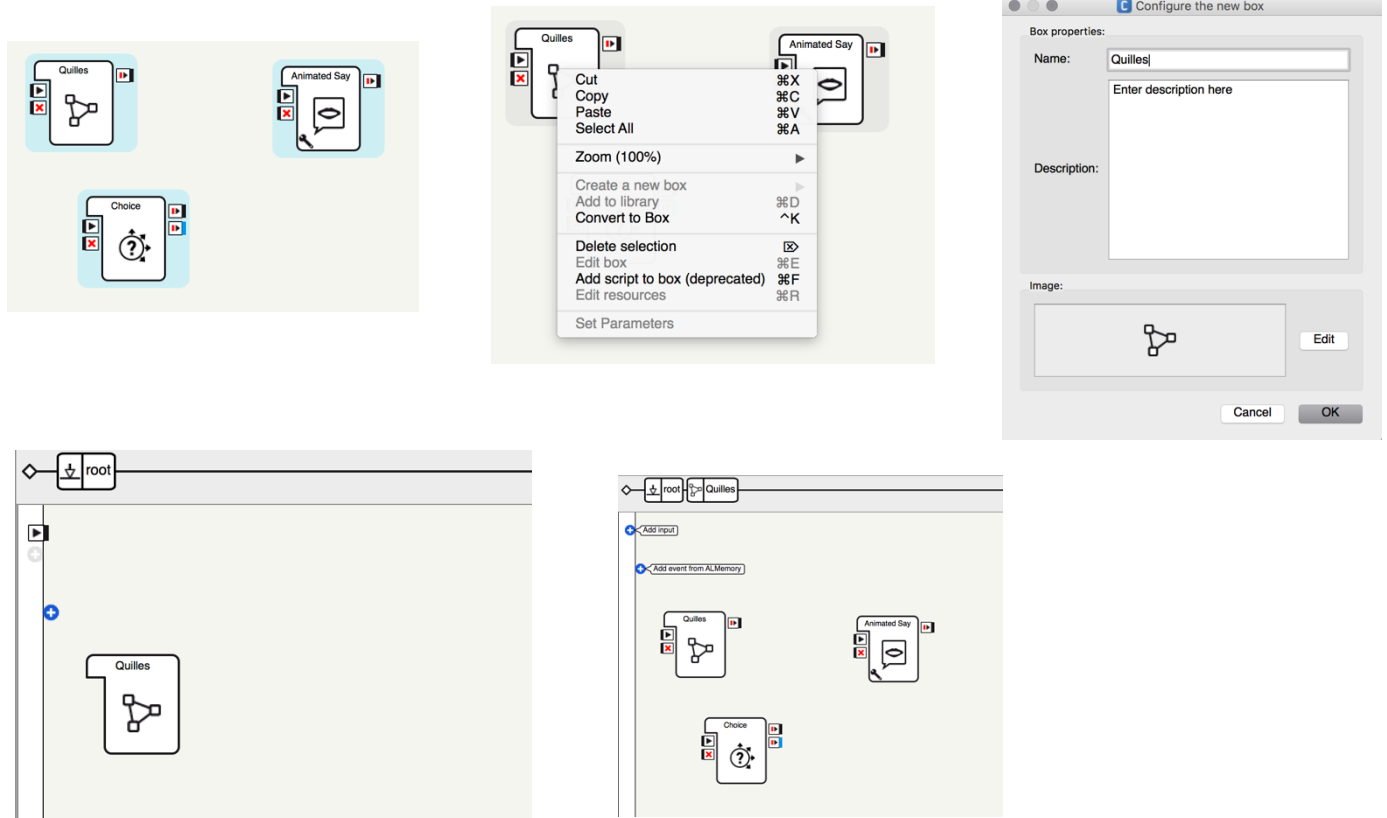 Quilles
Animated Say
Choice
Quilles
Animated Say
Cut ⌘X
Copy ⌘C
Paste ⌘V
Select All ⌘A
Zoom (100%)
Create a new box
Add to library ⌘D
Convert to Box ^K
Delete selection
Edit box ⌘E
Add script to box (deprecated) ⌘F
Edit resources ⌘R
Set Parameters
Configure the new box
Box properties:
Name: Quilles
Enter description here
Description:
Image:
Edit
Cancel OK
root
Quilles
root Quilles
Add input
Add event from ALMemory
Quilles
Animated Say
Choice